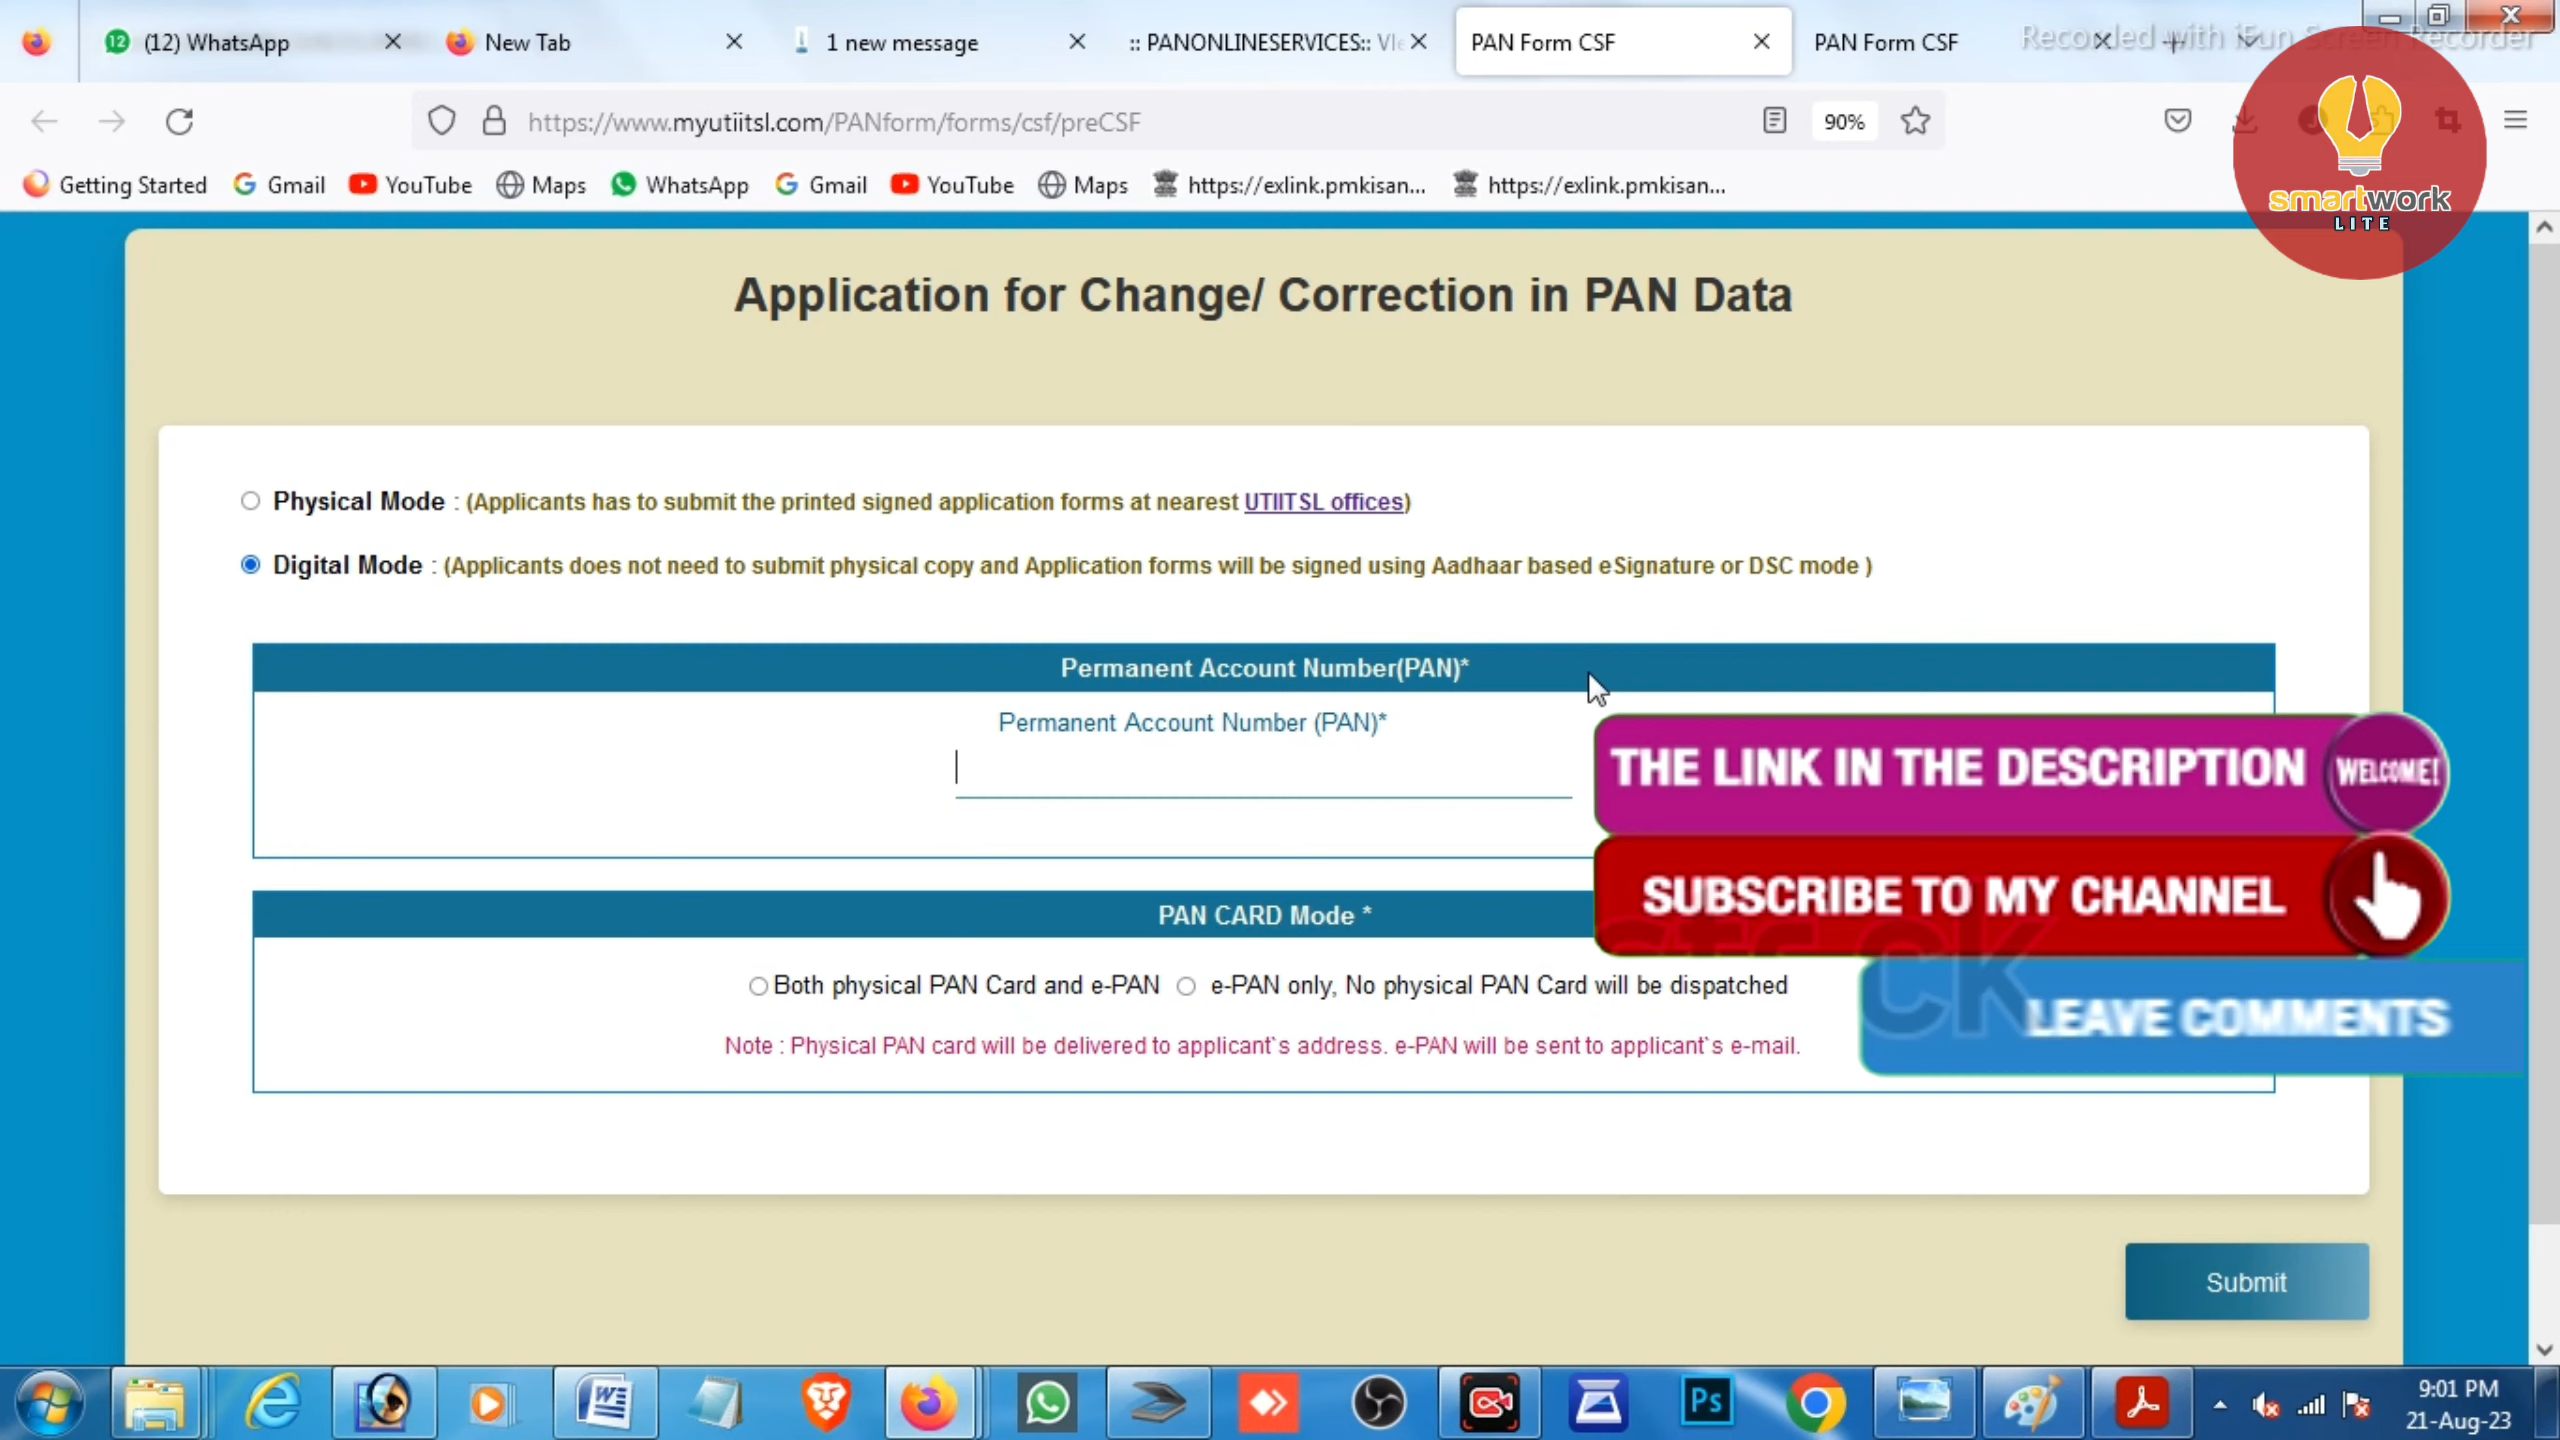 (12) WhatsApp
New Tab
1 new message
:: PANONLINESERVICES:: Vle
PAN Form CSF
PAN Form CSF
Recorded with iFun Screen Recorder
https://www.myutiitsl.com/PANform/forms/csf/preCSF
90%
Getting Started
Gmail
YouTube
Maps
WhatsApp
Gmail
YouTube
Maps
https://exlink.pmkisan...
https://exlink.pmkisan...
smartwork
LITE
Application for Change/ Correction in PAN Data
Physical Mode : (Applicants has to submit the printed signed application forms at nearest UTIITSL offices)
Digital Mode : (Applicants does not need to submit physical copy and Application forms will be signed using Aadhaar based eSignature or DSC mode )
Permanent Account Number(PAN)*
Permanent Account Number (PAN)*
THE LINK IN THE DESCRIPTION
WELCOME!
SUBSCRIBE TO MY CHANNEL
PAN CARD Mode *
Both physical PAN Card and e-PAN
e-PAN only, No physical PAN Card will be dispatched
LEAVE COMMENTS
Note : Physical PAN card will be delivered to applicant`s address. e-PAN will be sent to applicant`s e-mail.
Submit
Ps
9:01 PM
21-Aug-23